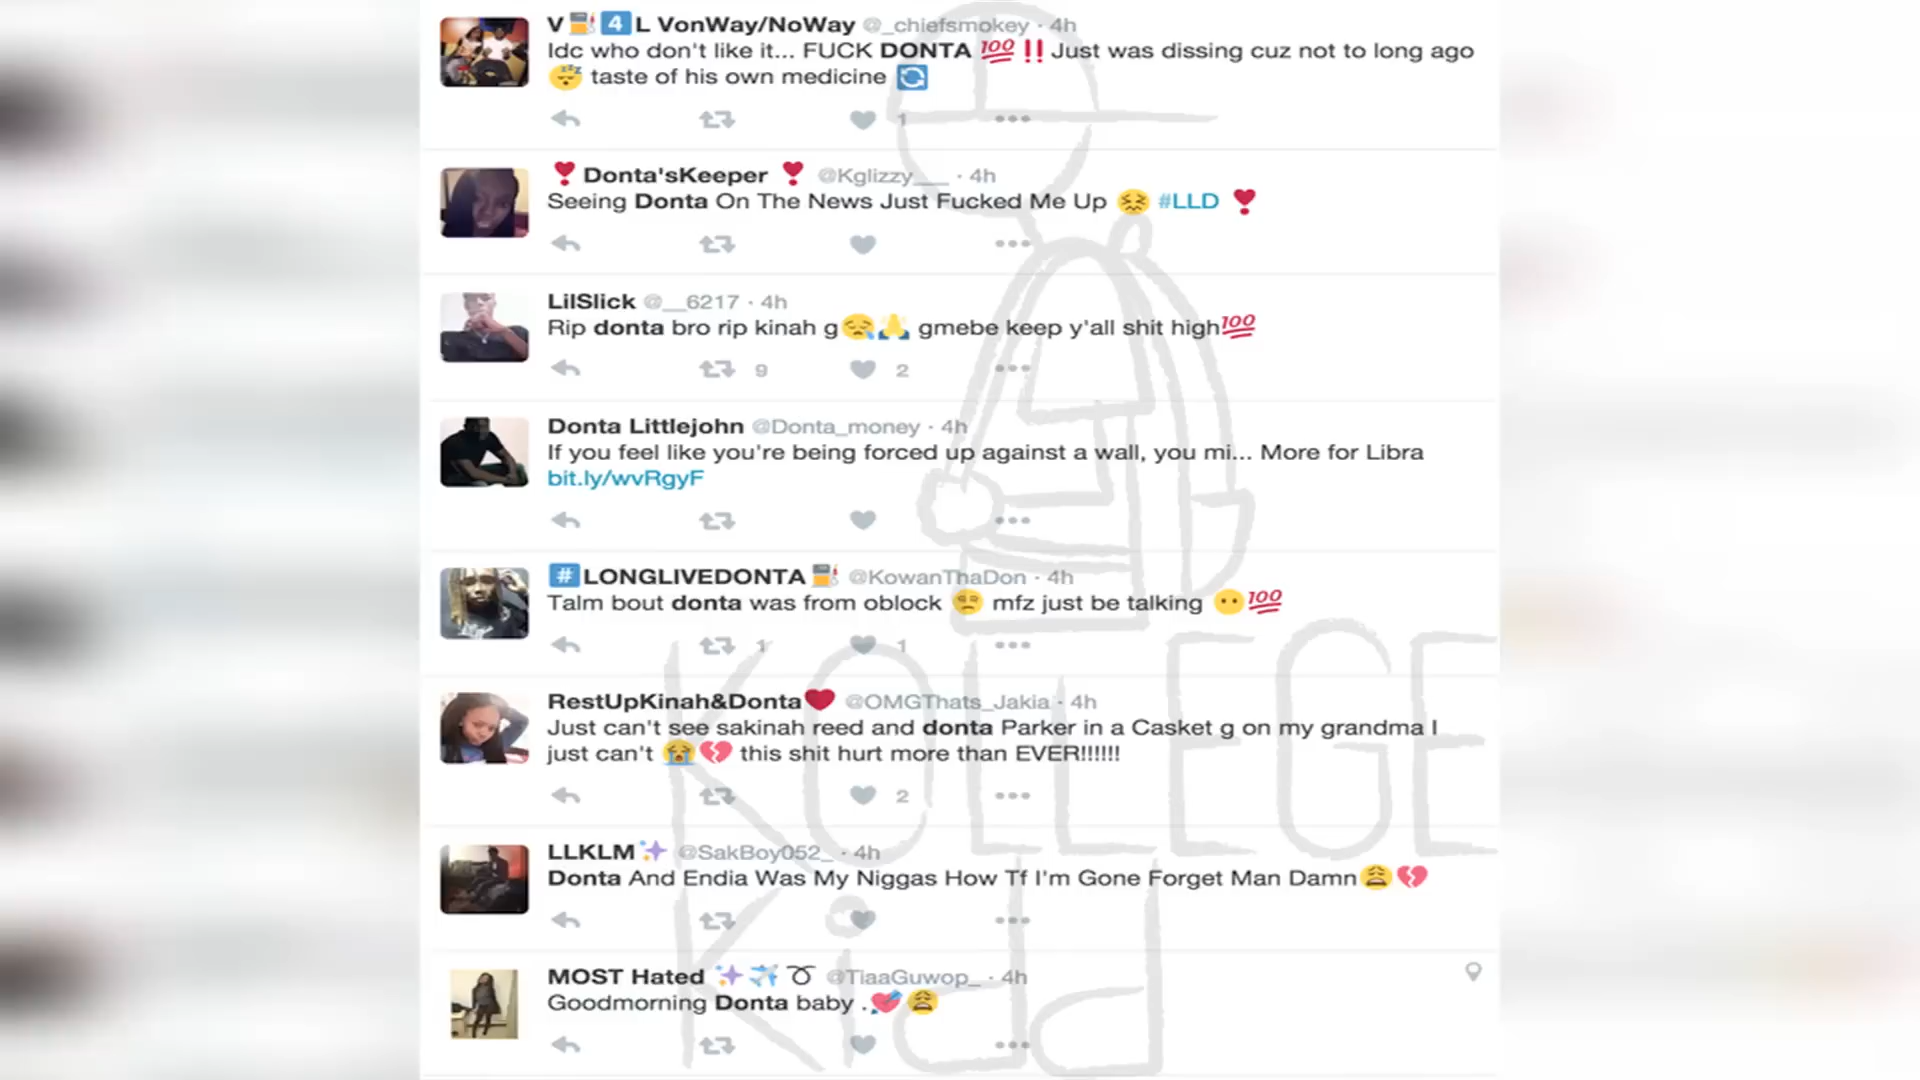 V⛽4️⃣L VonWay/NoWay @_chiefsmokey · 4h
Idc who don't like it... FUCK DONTA 💯‼️Just was dissing cuz not to long ago
😴 taste of his own medicine 🔄
1
❣️Donta'sKeeper ❣️ @Kglizzy___ · 4h
Seeing Donta On The News Just Fucked Me Up 😖 #LLD ❣️
LilSlick @__6217 · 4h
Rip donta bro rip kinah g😪🙏 gmebe keep y'all shit high💯
9 2
Donta Littlejohn @Donta_money · 4h
If you feel like you're being forced up against a wall, you mi... More for Libra
bit.ly/wvRgyF
#️⃣LONGLIVEDONTA⛽ @KowanThaDon · 4h
Talm bout donta was from oblock 😒 mfz just be talking 😶💯
1 1
RestUpKinah&Donta❤️ @OMGThats_Jakia · 4h
Just can't see sakinah reed and donta Parker in a Casket g on my grandma I
just can't 😭💔 this shit hurt more than EVER!!!!!!
2
LLKLM✨ @SakBoy052_ · 4h
Donta And Endia Was My Niggas How Tf I'm Gone Forget Man Damn😩💔
MOST Hated ✨✈️➰ @TiaaGuwop_ · 4h
Goodmorning Donta baby .💘😩
KOLLEGE
Kidd